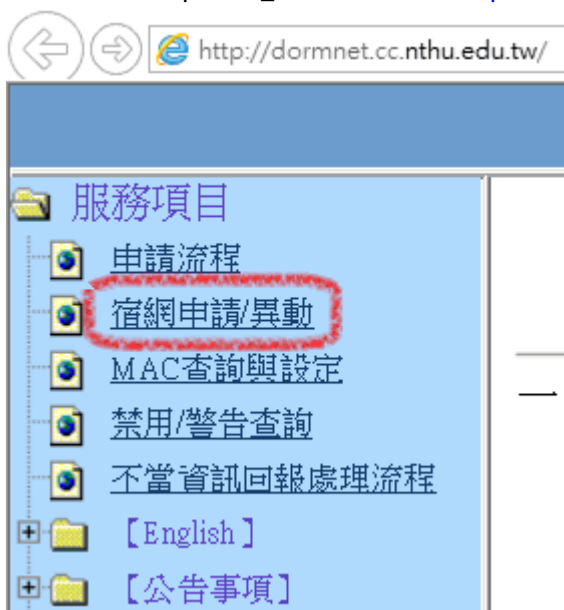 http://dormnet.cc.nthu.edu.tw/
服務項目
申請流程
宿網申請/異動
MAC查詢與設定
禁用/警告查詢
不當資訊回報處理流程
【English】
【公告事項】
一